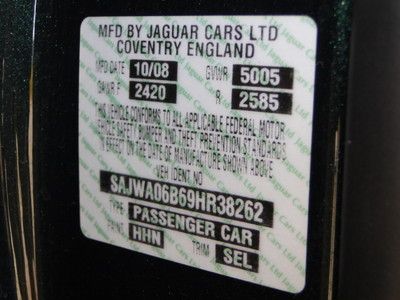 MFD BY JAGUAR CARS LTD
COVENTRY ENGLAND
MFD DATE 10/08 GVWR 5005
GAWR F 2420 R 2585
THIS VEHICLE CONFORMS TO ALL APPLICABLE FEDERAL MOTOR
VEHICLE SAFETY BUMPER AND THEFT PREVENTION STANDARDS
IN EFFECT ON THE DATE OF MANUFACTURE SHOWN ABOVE
VEH IDENT NO
SAJWA06B69HR38262
TYPE PASSENGER CAR
PAINT HHN TRIM SEL